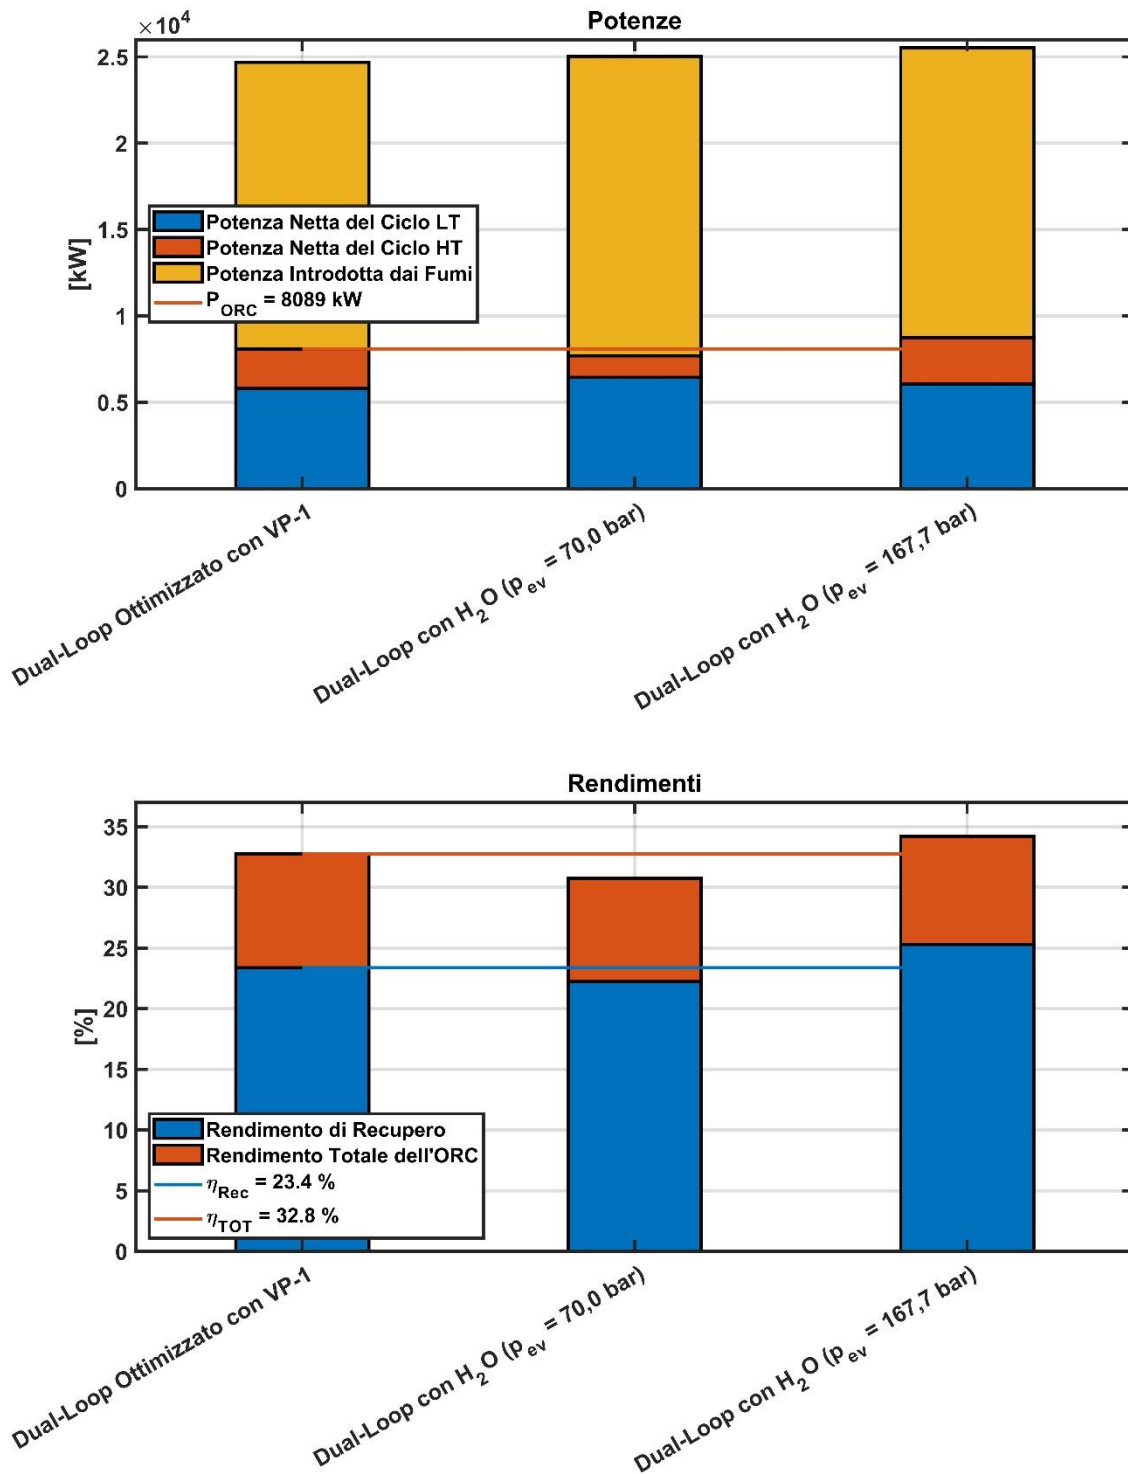 Potenze
×10⁴
2.5
2
1.5
1
0.5
0
[kW]
Potenza Netta del Ciclo LT
Potenza Netta del Ciclo HT
Potenza Introdotta dai Fumi
P_ORC = 8089 kW
Dual-Loop Ottimizzato con VP-1
Dual-Loop con H₂O (p_ev = 70,0 bar)
Dual-Loop con H₂O (p_ev = 167,7 bar)
Rendimenti
35
30
25
20
15
10
5
0
[%]
Rendimento di Recupero
Rendimento Totale dell'ORC
η_Rec = 23.4 %
η_TOT = 32.8 %
Dual-Loop Ottimizzato con VP-1
Dual-Loop con H₂O (p_ev = 70,0 bar)
Dual-Loop con H₂O (p_ev = 167,7 bar)